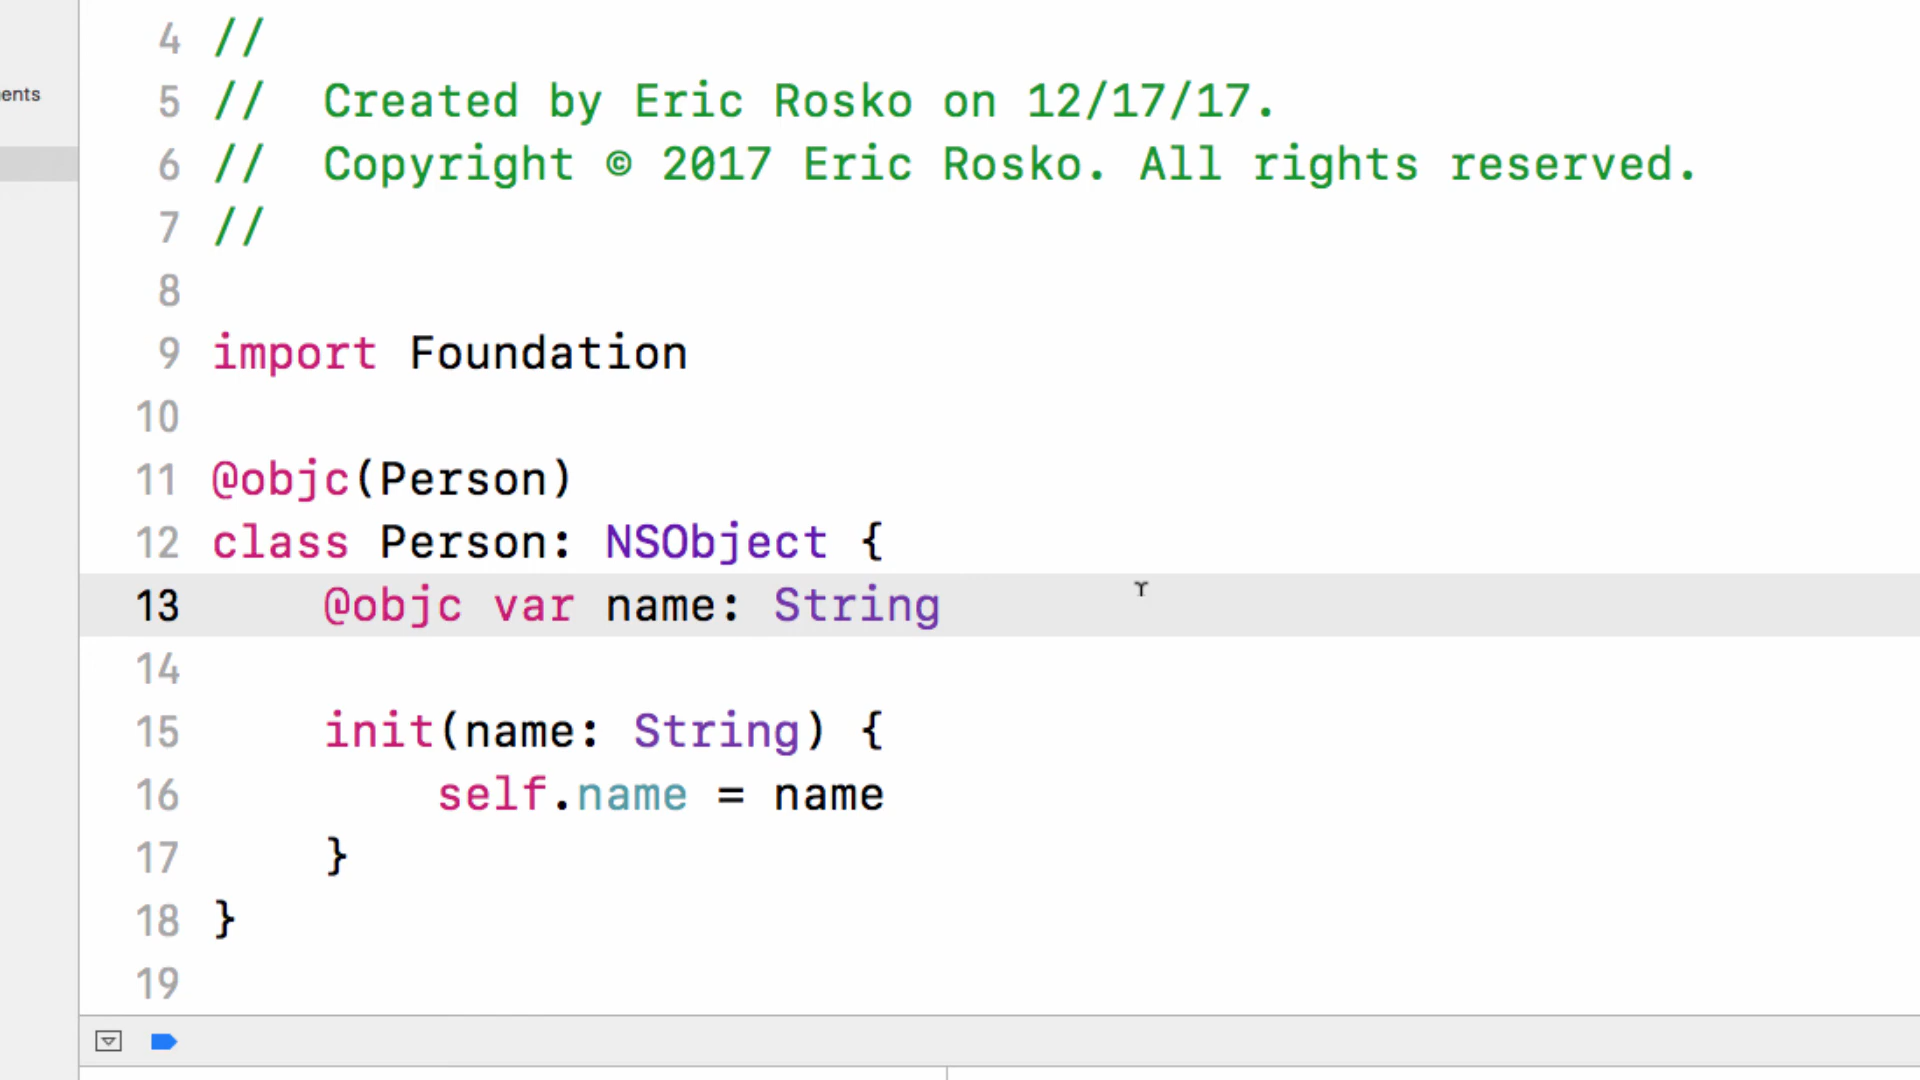 4 //
ents
5 //  Created by Eric Rosko on 12/17/17.
6 //  Copyright © 2017 Eric Rosko. All rights reserved.
7 //
8
9 import Foundation
10
11 @objc(Person)
12 class Person: NSObject {
13     @objc var name: String
14
15     init(name: String) {
16         self.name = name
17     }
18 }
19